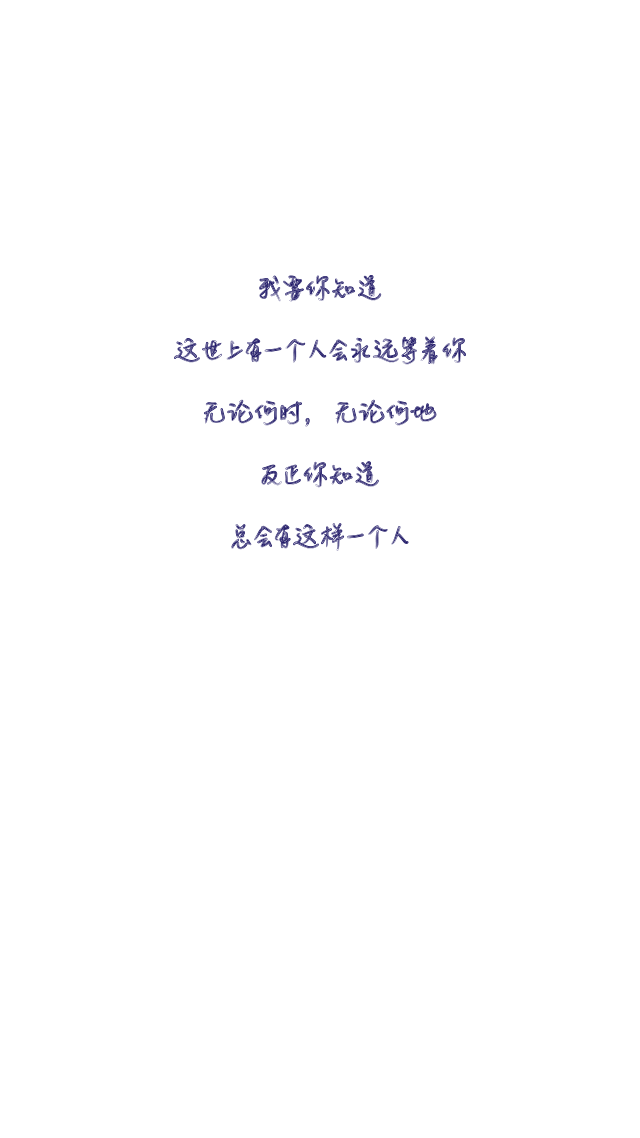 我要你知道
这世上有一个人会永远等着你
无论何时，无论何地
反正你知道
总会有这样一个人